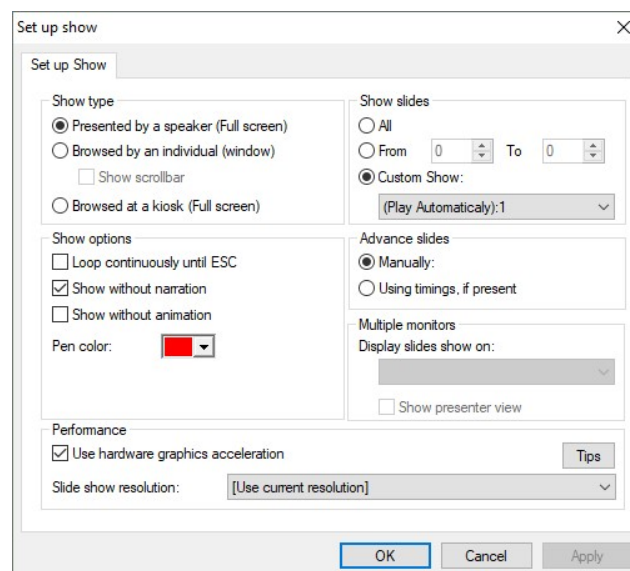 Set up show
Set up Show
Show type
Presented by a speaker (Full screen)
Browsed by an individual (window)
Show scrollbar
Browsed at a kiosk (Full screen)
Show slides
All
From 0 To 0
Custom Show:
(Play Automaticaly):1
Show options
Loop continuously until ESC
Show without narration
Show without animation
Pen color:
Advance slides
Manually:
Using timings, if present
Multiple monitors
Display slides show on:
Show presenter view
Performance
Use hardware graphics acceleration
Tips
Slide show resolution: [Use current resolution]
OK Cancel Apply